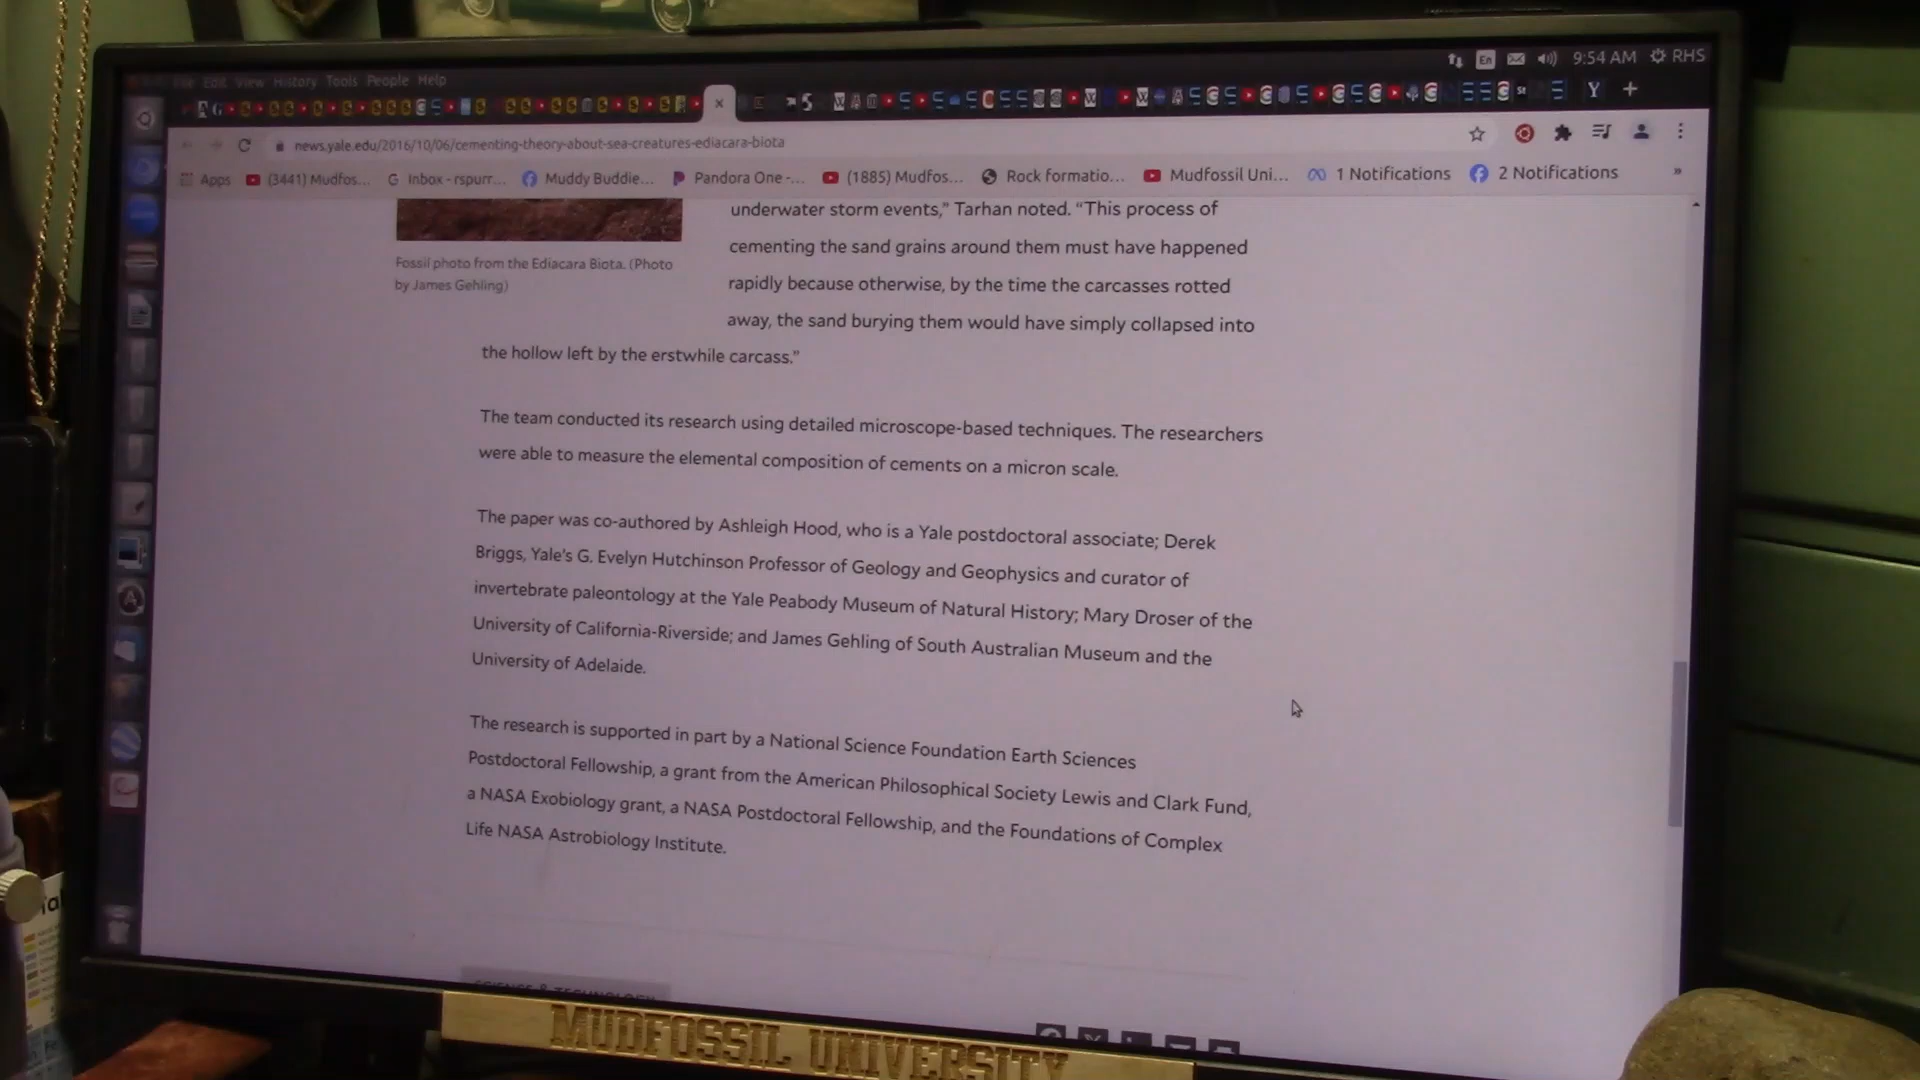 File Edit View History Tools People Help
En
9:54 AM
RHS
news.yale.edu/2016/10/06/cementing-theory-about-sea-creatures-ediacara-biota
Apps
(3441) Mudfos...
Inbox - rspurr...
Muddy Buddie...
Pandora One -...
(1885) Mudfos...
Rock formatio...
Mudfossil Uni...
1 Notifications
2 Notifications
»
underwater storm events,” Tarhan noted. “This process of
cementing the sand grains around them must have happened
rapidly because otherwise, by the time the carcasses rotted
away, the sand burying them would have simply collapsed into
the hollow left by the erstwhile carcass.”
Fossil photo from the Ediacara Biota. (Photo
by James Gehling)
The team conducted its research using detailed microscope-based techniques. The researchers
were able to measure the elemental composition of cements on a micron scale.
The paper was co-authored by Ashleigh Hood, who is a Yale postdoctoral associate; Derek
Briggs, Yale’s G. Evelyn Hutchinson Professor of Geology and Geophysics and curator of
invertebrate paleontology at the Yale Peabody Museum of Natural History; Mary Droser of the
University of California-Riverside; and James Gehling of South Australian Museum and the
University of Adelaide.
The research is supported in part by a National Science Foundation Earth Sciences
Postdoctoral Fellowship, a grant from the American Philosophical Society Lewis and Clark Fund,
a NASA Exobiology grant, a NASA Postdoctoral Fellowship, and the Foundations of Complex
Life NASA Astrobiology Institute.
SCIENCE & TECHNOLOGY
MUDFOSSIL UNIVERSITY